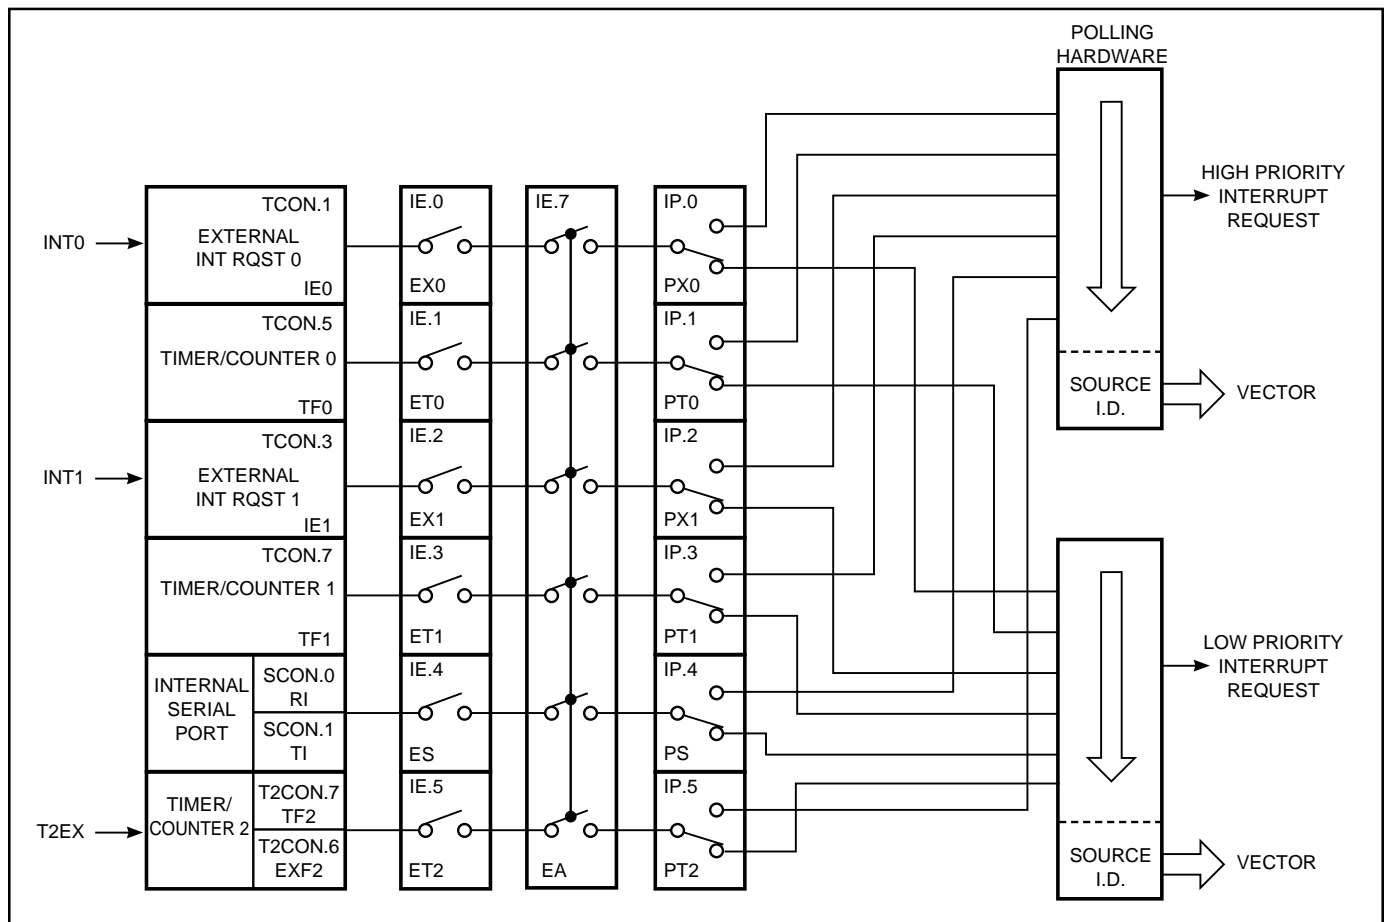 POLLING
HARDWARE
HIGH PRIORITY
INTERRUPT
REQUEST
SOURCE
I.D.
VECTOR
INT0
TCON.1
EXTERNAL
INT RQST 0
IE0
IE.0
EX0
IE.7
IP.0
PX0
TCON.5
TIMER/COUNTER 0
TF0
IE.1
ET0
IP.1
PT0
INT1
TCON.3
EXTERNAL
INT RQST 1
IE1
IE.2
EX1
IP.2
PX1
TCON.7
TIMER/COUNTER 1
TF1
IE.3
ET1
IP.3
PT1
INTERNAL
SERIAL
PORT
SCON.0
RI
SCON.1
TI
IE.4
ES
IP.4
PS
T2EX
TIMER/
COUNTER 2
T2CON.7
TF2
T2CON.6
EXF2
IE.5
ET2
EA
IP.5
PT2
LOW PRIORITY
INTERRUPT
REQUEST
SOURCE
I.D.
VECTOR